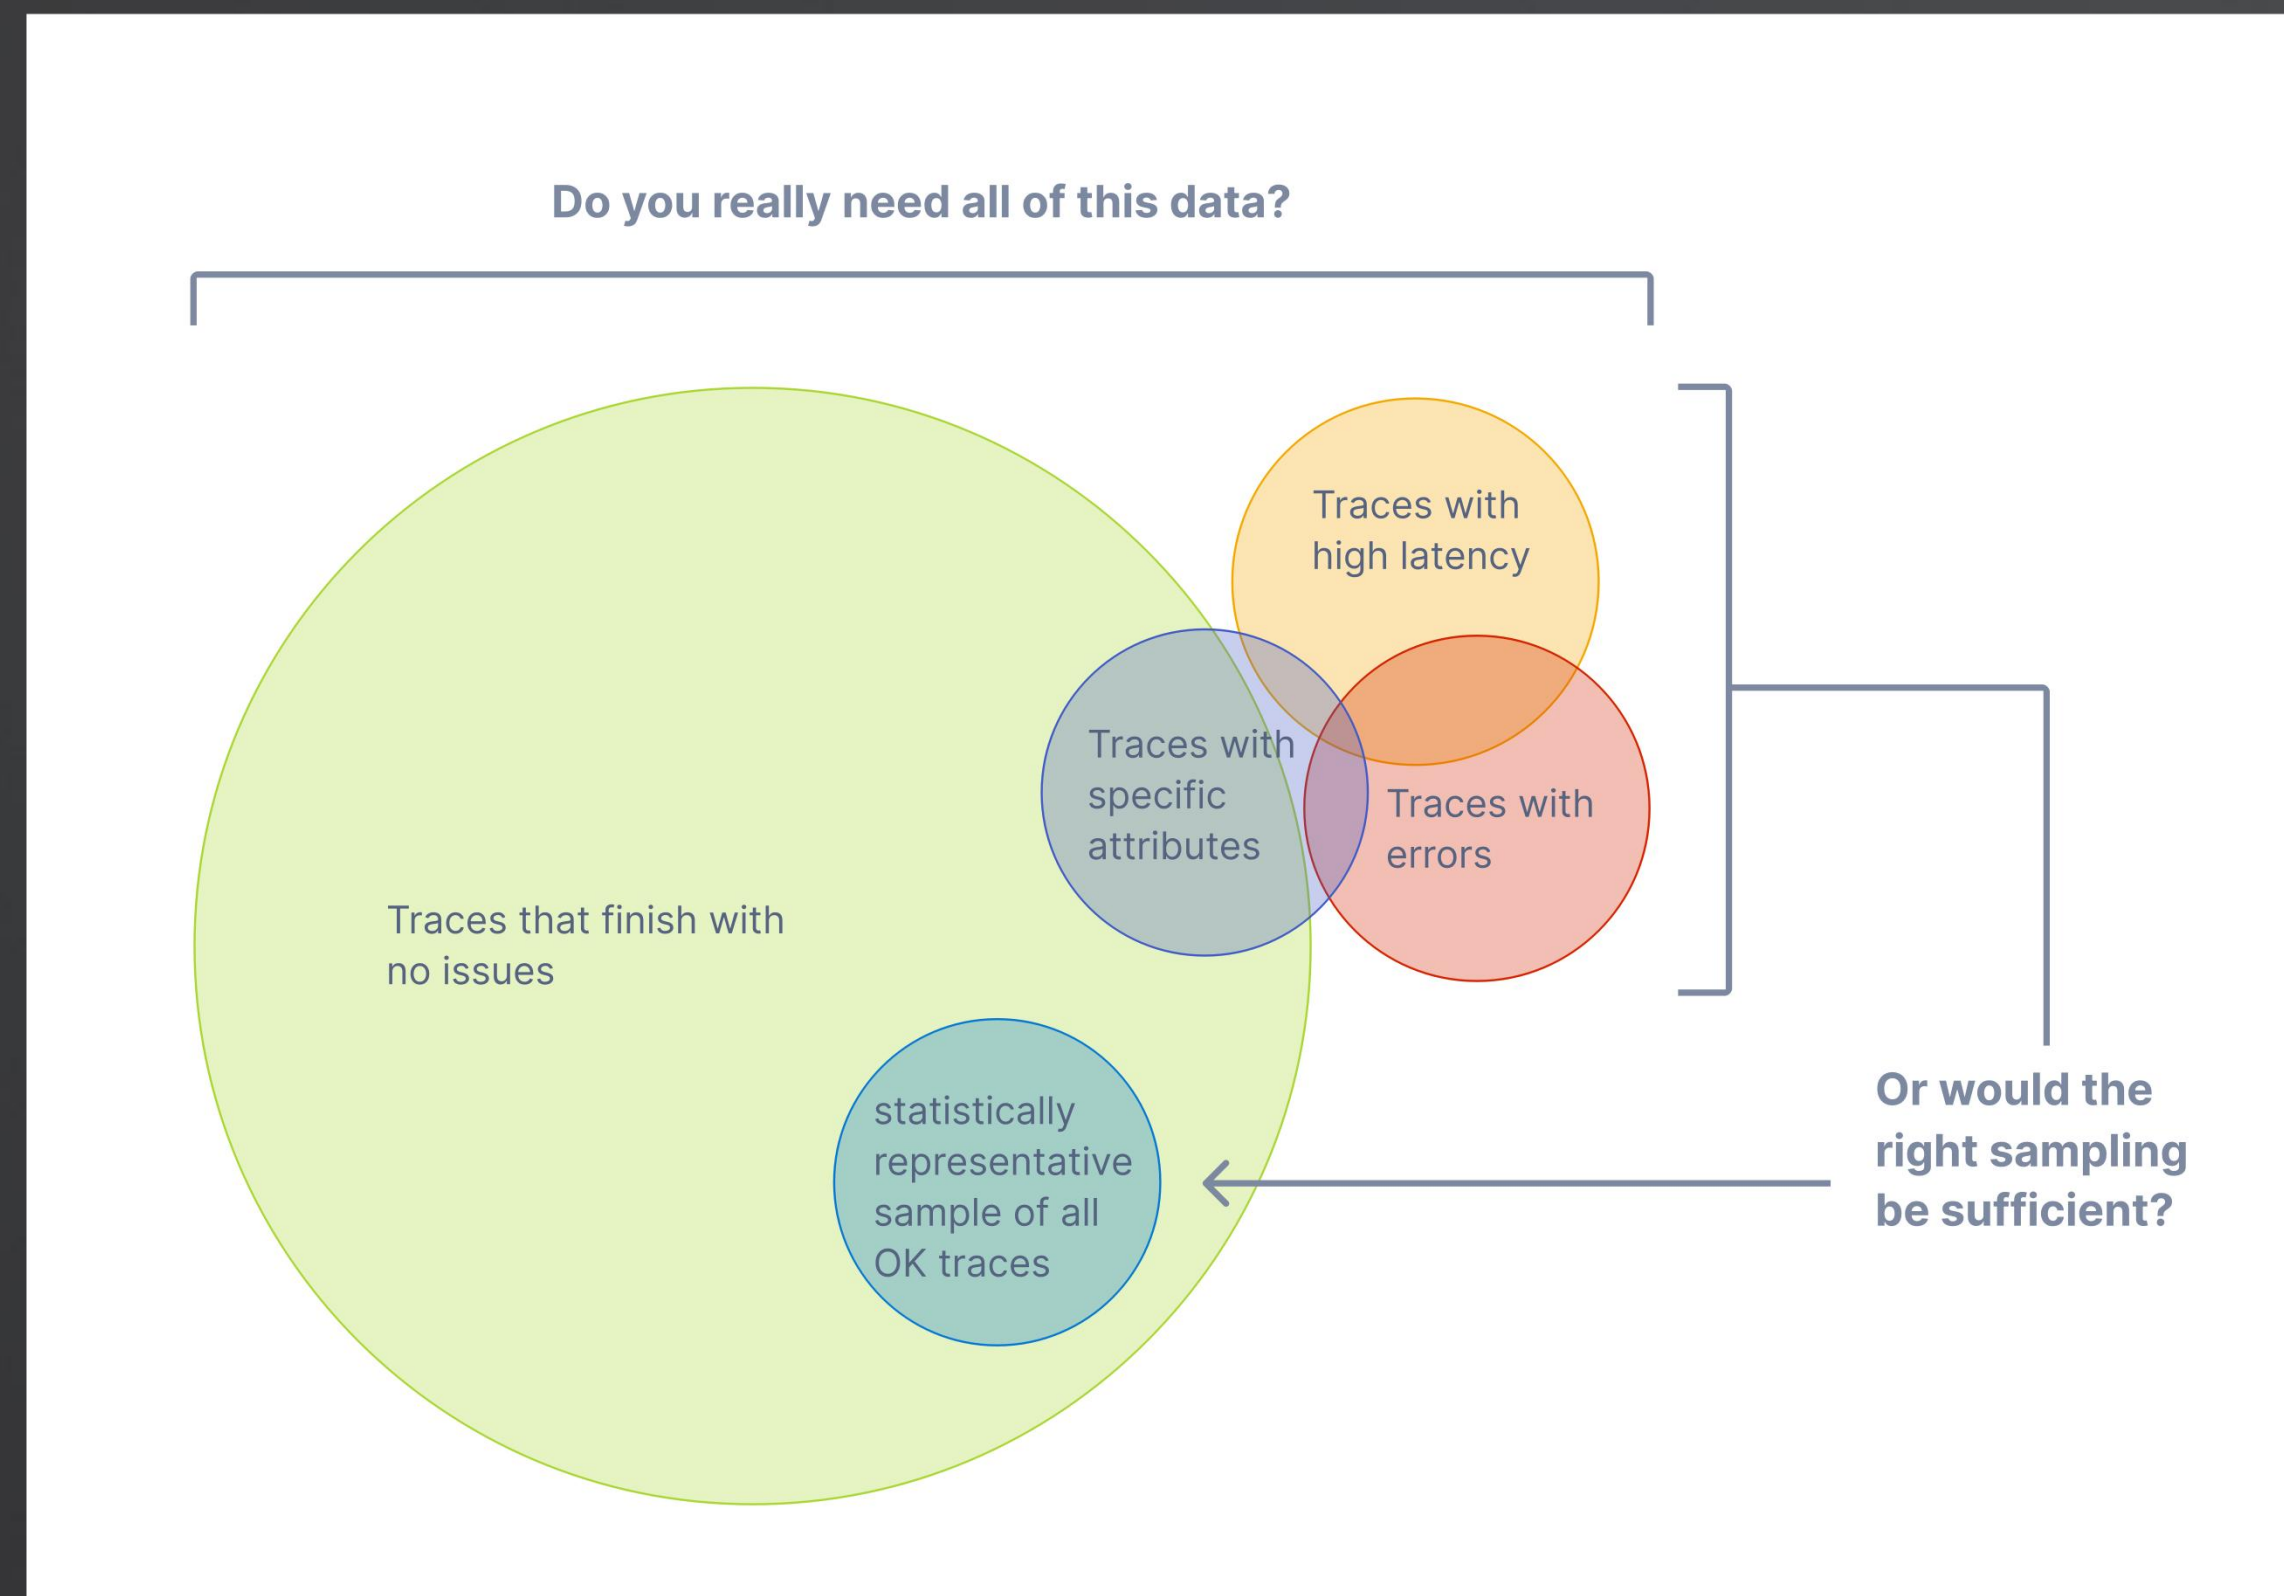 Do you really need all of this data?
Traces with
high latency
Traces with
specific
attributes
Traces with
errors
Traces that finish with
no issues
statistically
representative
sample of all
OK traces
Or would the
right sampling
be sufficient?